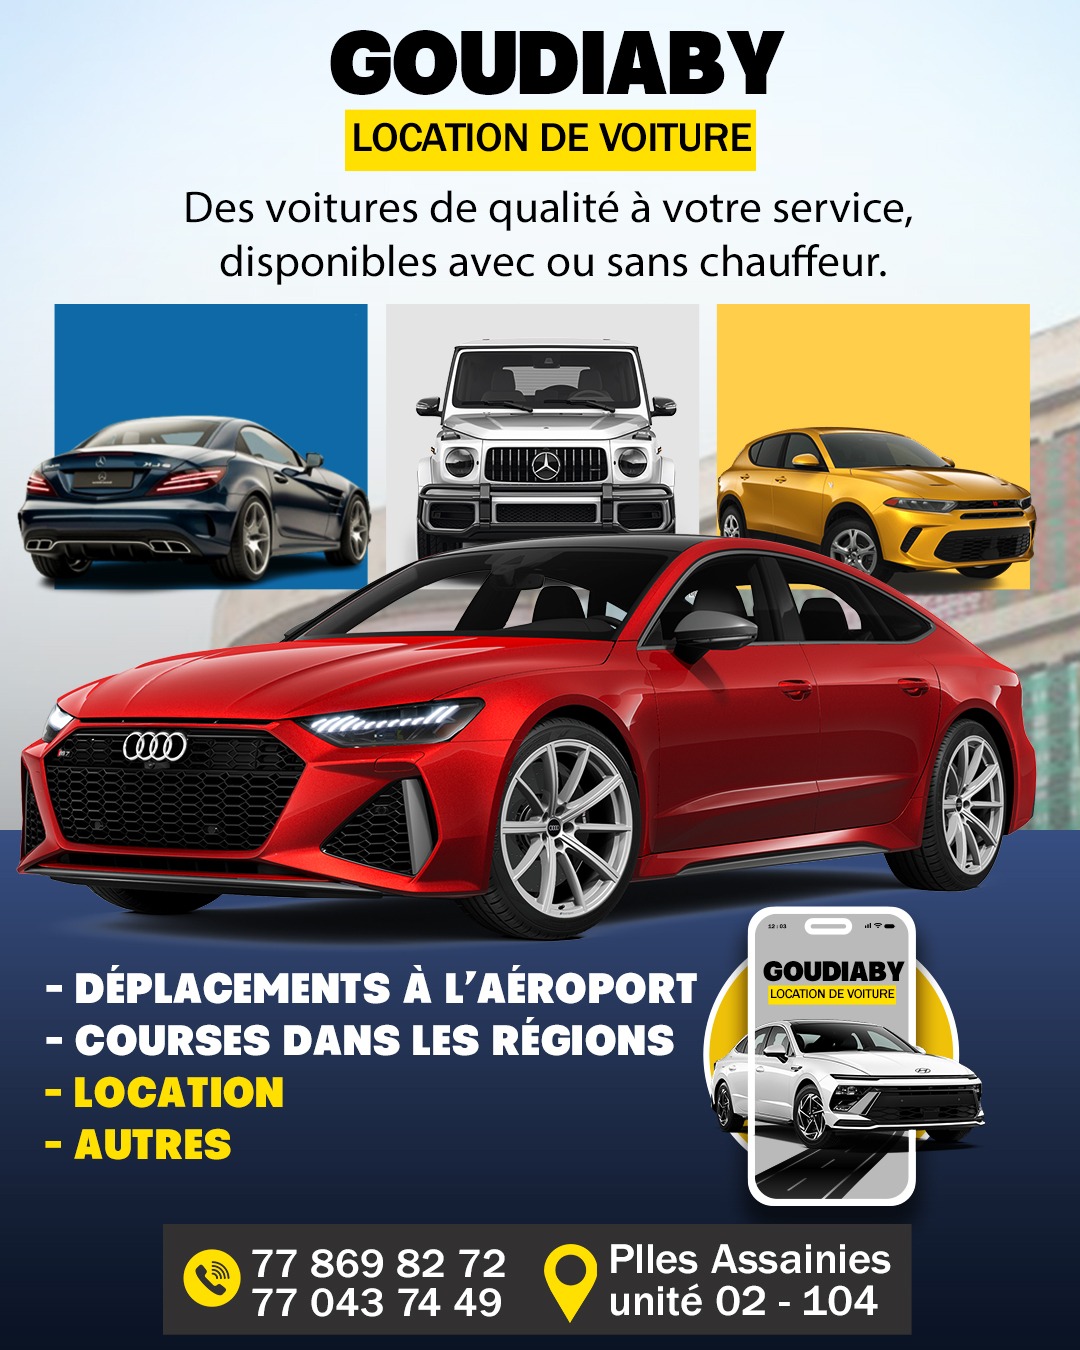 GOUDIABY
LOCATION DE VOITURE
Des voitures de qualité à votre service,
disponibles avec ou sans chauffeur.
- DÉPLACEMENTS À L’AÉROPORT
- COURSES DANS LES RÉGIONS
- LOCATION
- AUTRES
12:03
GOUDIABY
LOCATION DE VOITURE
77 869 82 72
77 043 74 49
Plles Assainies
unité 02 - 104